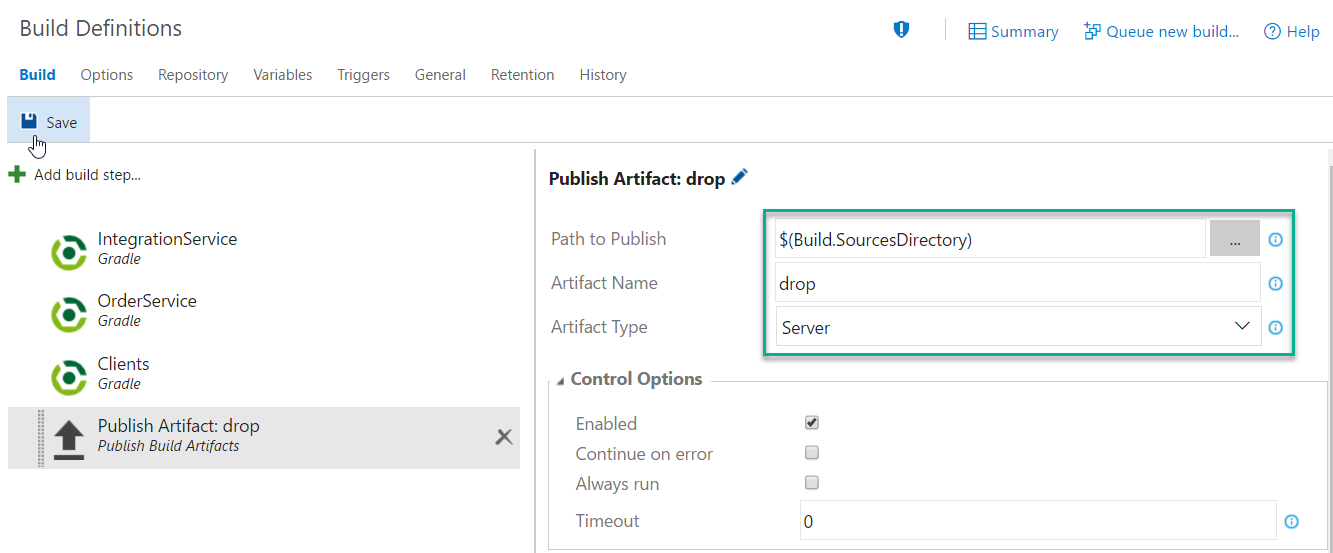 Build Definitions
Summary
Queue new build...
Help
Build Options Repository Variables Triggers General Retention History
Save
Add build step...
IntegrationService
Gradle
OrderService
Gradle
Clients
Gradle
Publish Artifact: drop
Publish Build Artifacts
Publish Artifact: drop
Path to Publish $(Build.SourcesDirectory) ...
Artifact Name drop
Artifact Type Server
Control Options
Enabled
Continue on error
Always run
Timeout 0